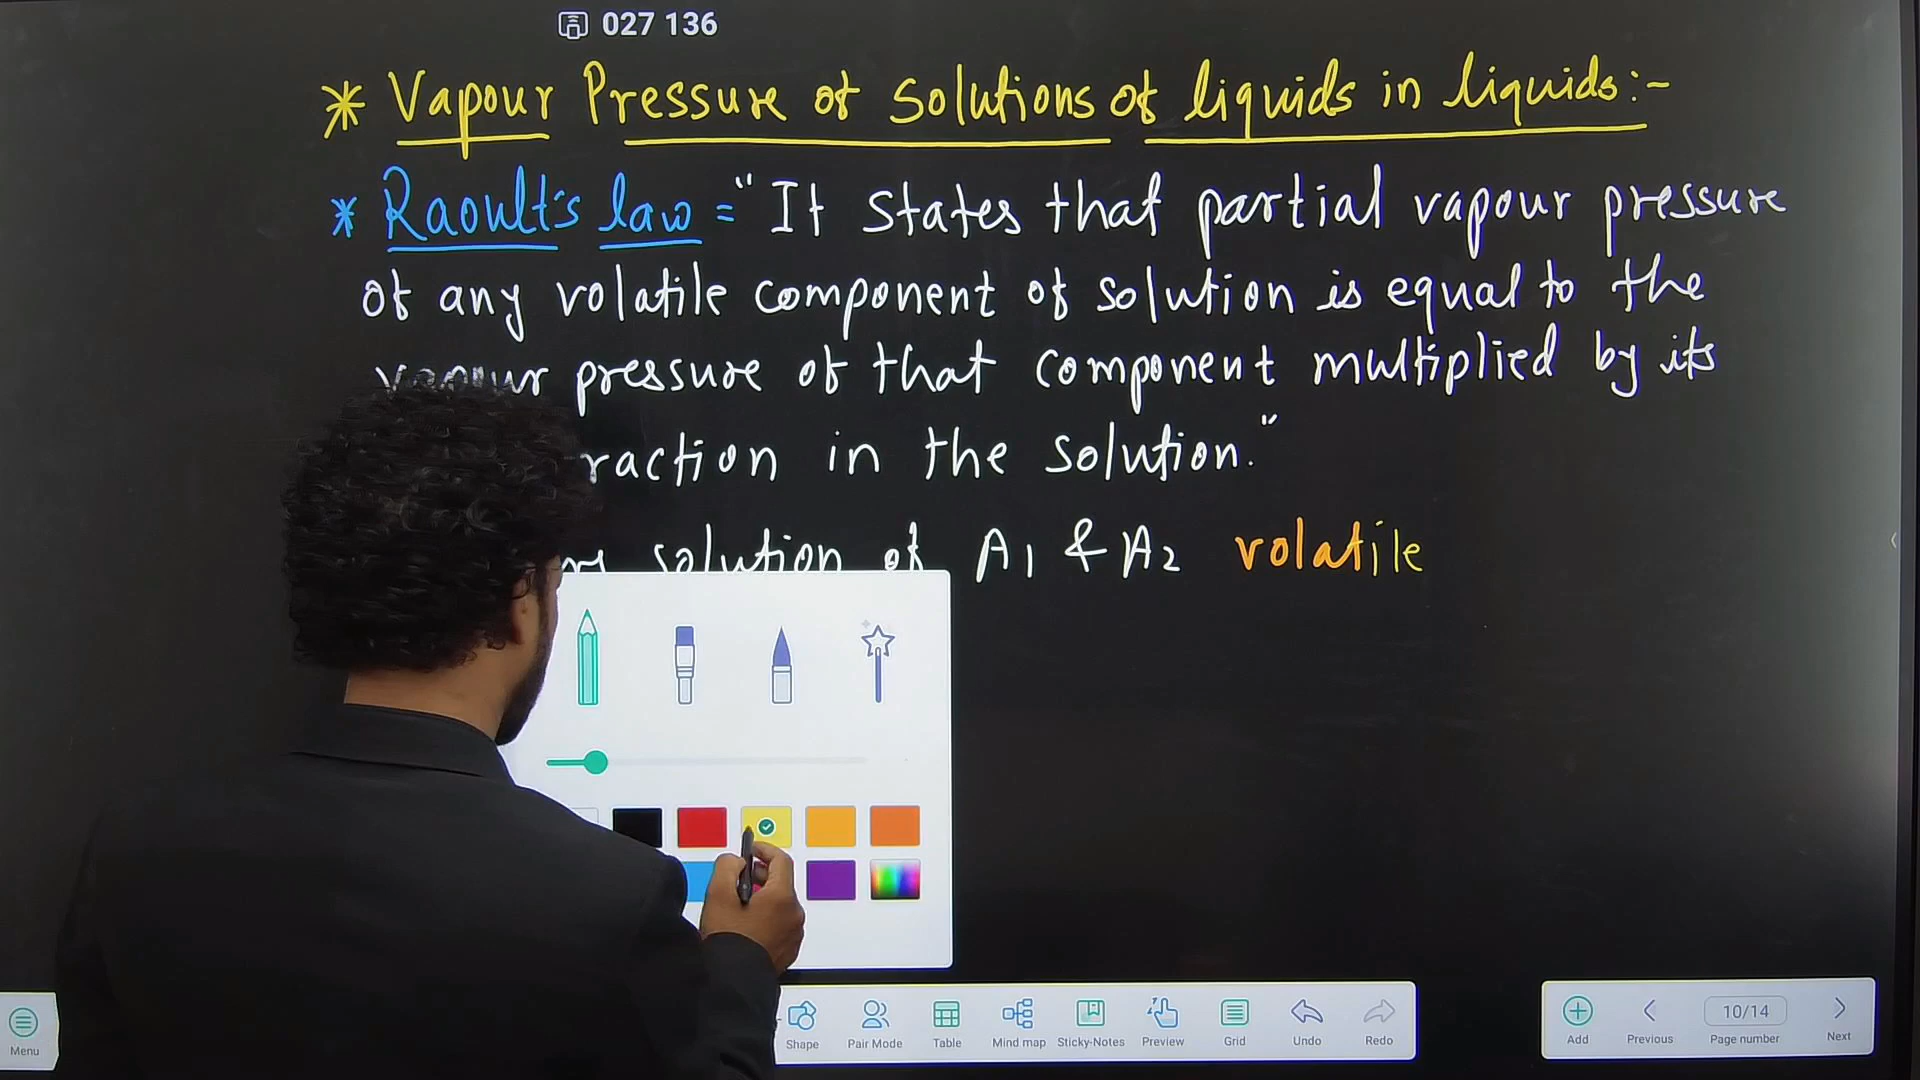 027 136
* Vapour Pressure of Solutions of liquids in liquids:-
* Raoult's law = "It states that partial vapour pressure
of any volatile component of solution is equal to the
vapour pressure of that component multiplied by its
raction in the solution."
solution of A1 & A2 volatile
Menu
Shape
Pair Mode
Table
Mind map
Sticky-Notes
Preview
Grid
Undo
Redo
Add
Previous
10/14
Page number
Next